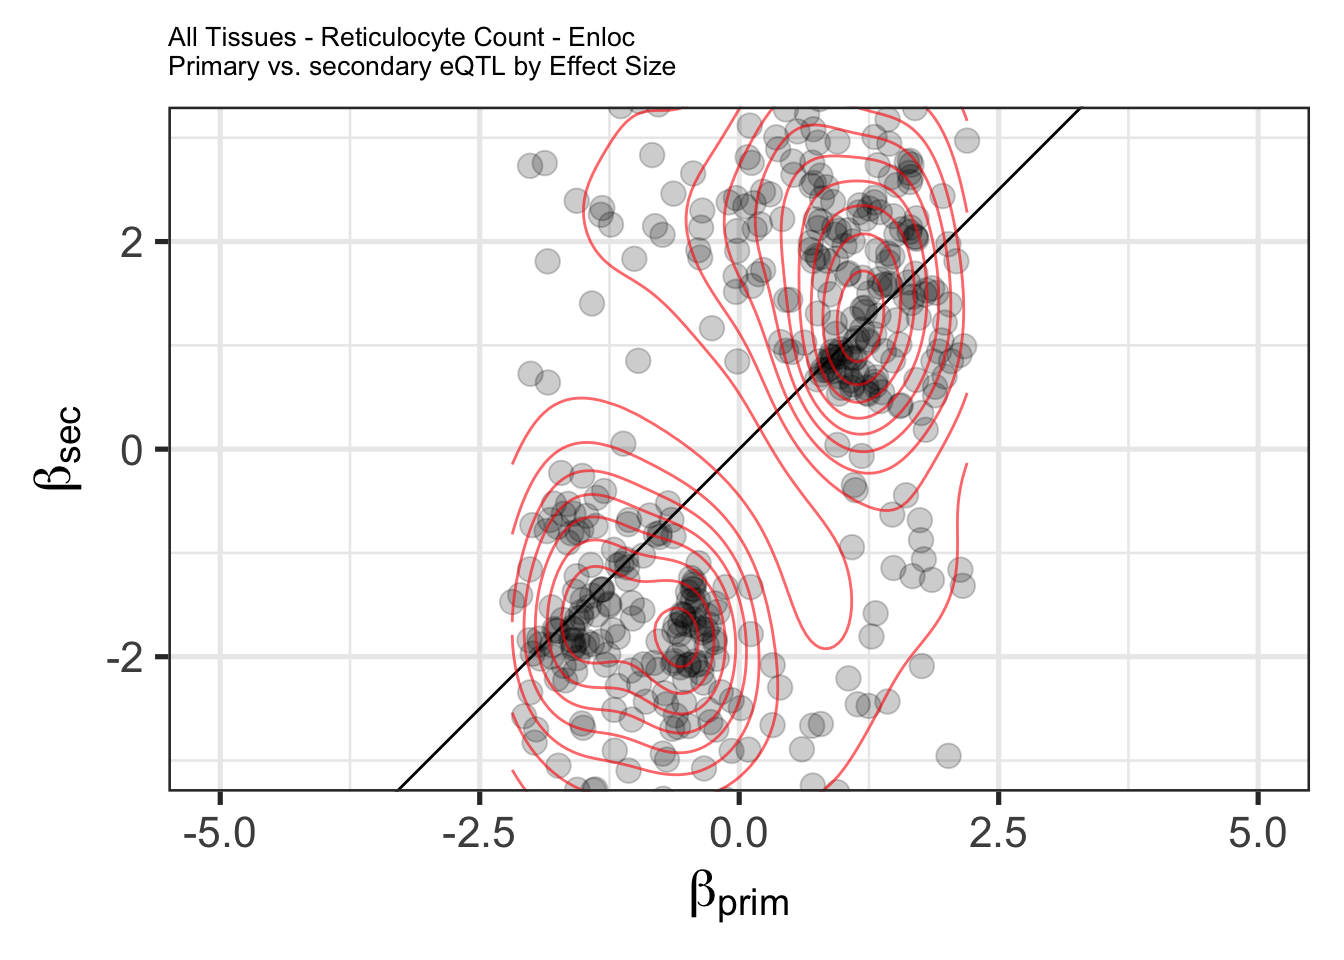 All Tissues - Reticulocyte Count - Enloc
Primary vs. secondary eQTL by Effect Size
βsec
2
0
-2
-5.0 -2.5 0.0 2.5 5.0
βprim